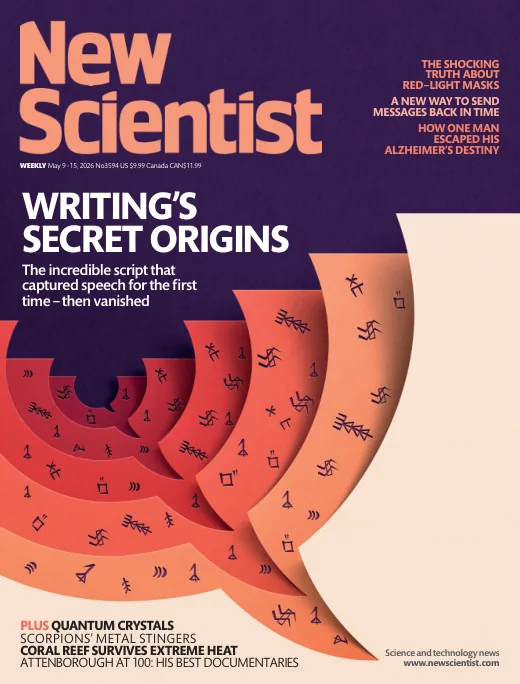 New
Scientist
WEEKLY May 9 -15, 2026 No3594 US $9.99 Canada CAN$11.99
THE SHOCKING
TRUTH ABOUT
RED-LIGHT MASKS
A NEW WAY TO SEND
MESSAGES BACK IN TIME
HOW ONE MAN
ESCAPED HIS
ALZHEIMER'S DESTINY
WRITING'S
SECRET ORIGINS
The incredible script that
captured speech for the first
time – then vanished
PLUS QUANTUM CRYSTALS
SCORPIONS' METAL STINGERS
CORAL REEF SURVIVES EXTREME HEAT
ATTENBOROUGH AT 100: HIS BEST DOCUMENTARIES
Science and technology news
www.newscientist.com